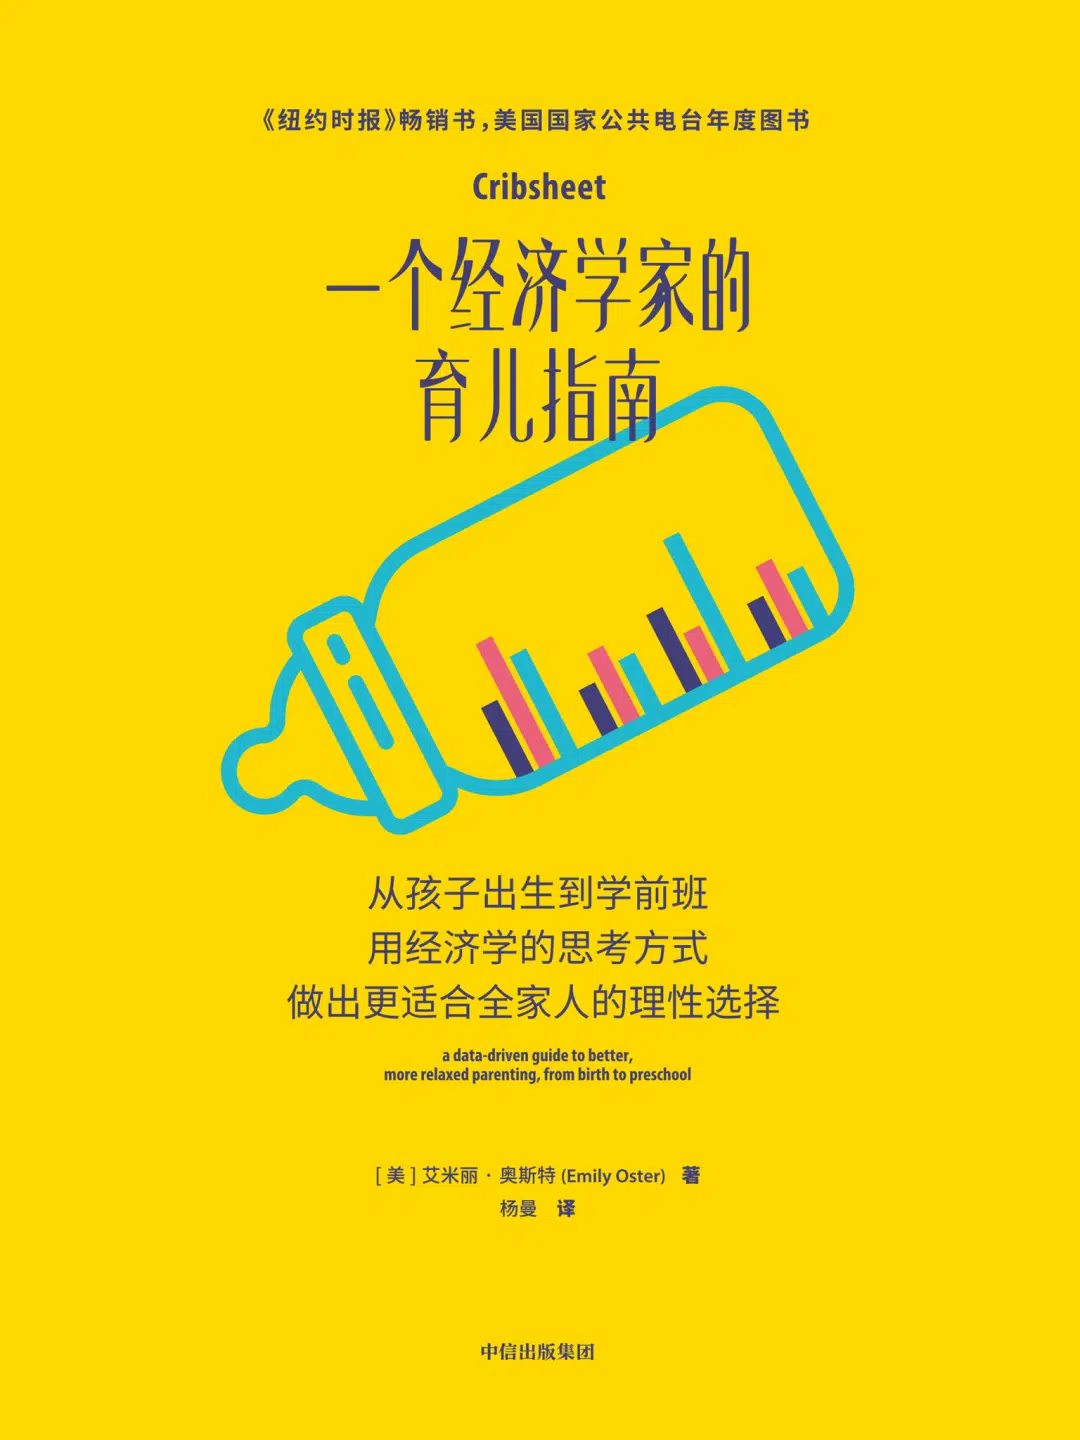 《纽约时报》畅销书，美国国家公共电台年度图书
Cribsheet
一个经济学家的
育儿指南
从孩子出生到学前班
用经济学的思考方式
做出更适合全家人的理性选择
a data-driven guide to better,
more relaxed parenting, from birth to preschool
[美] 艾米丽·奥斯特 (Emily Oster) 著
杨曼 译
中信出版集团